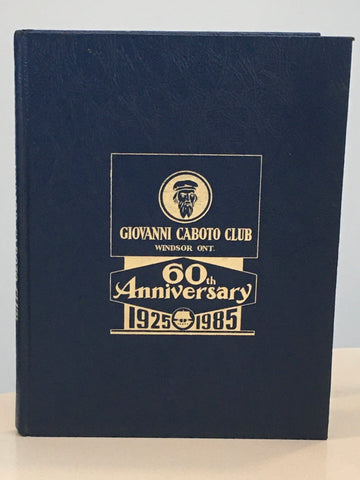 GIOVANNI CABOTO CLUB
WINDSOR ONT.
60th
Anniversary
1925 1985